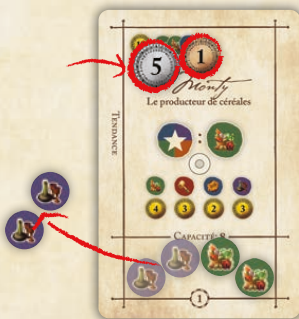 5 1
Monty
Le producteur de céréales
TENDANCE
:
4 3 2 3
CAPACITÉ: 8
1